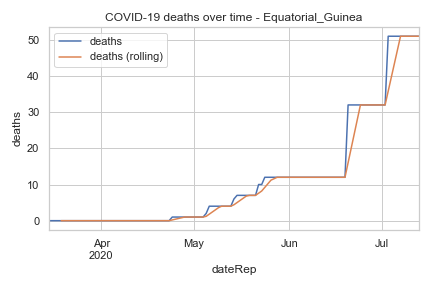 COVID-19 deaths over time - Equatorial_Guinea
deaths
deaths (rolling)
deaths
50
40
30
20
10
0
Apr
2020
May
Jun
Jul
dateRep